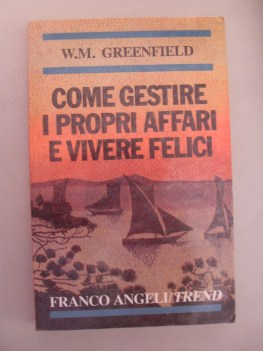 W.M. GREENFIELD
COME GESTIRE
I PROPRI AFFARI
E VIVERE FELICI
FRANCO ANGELI/TREND